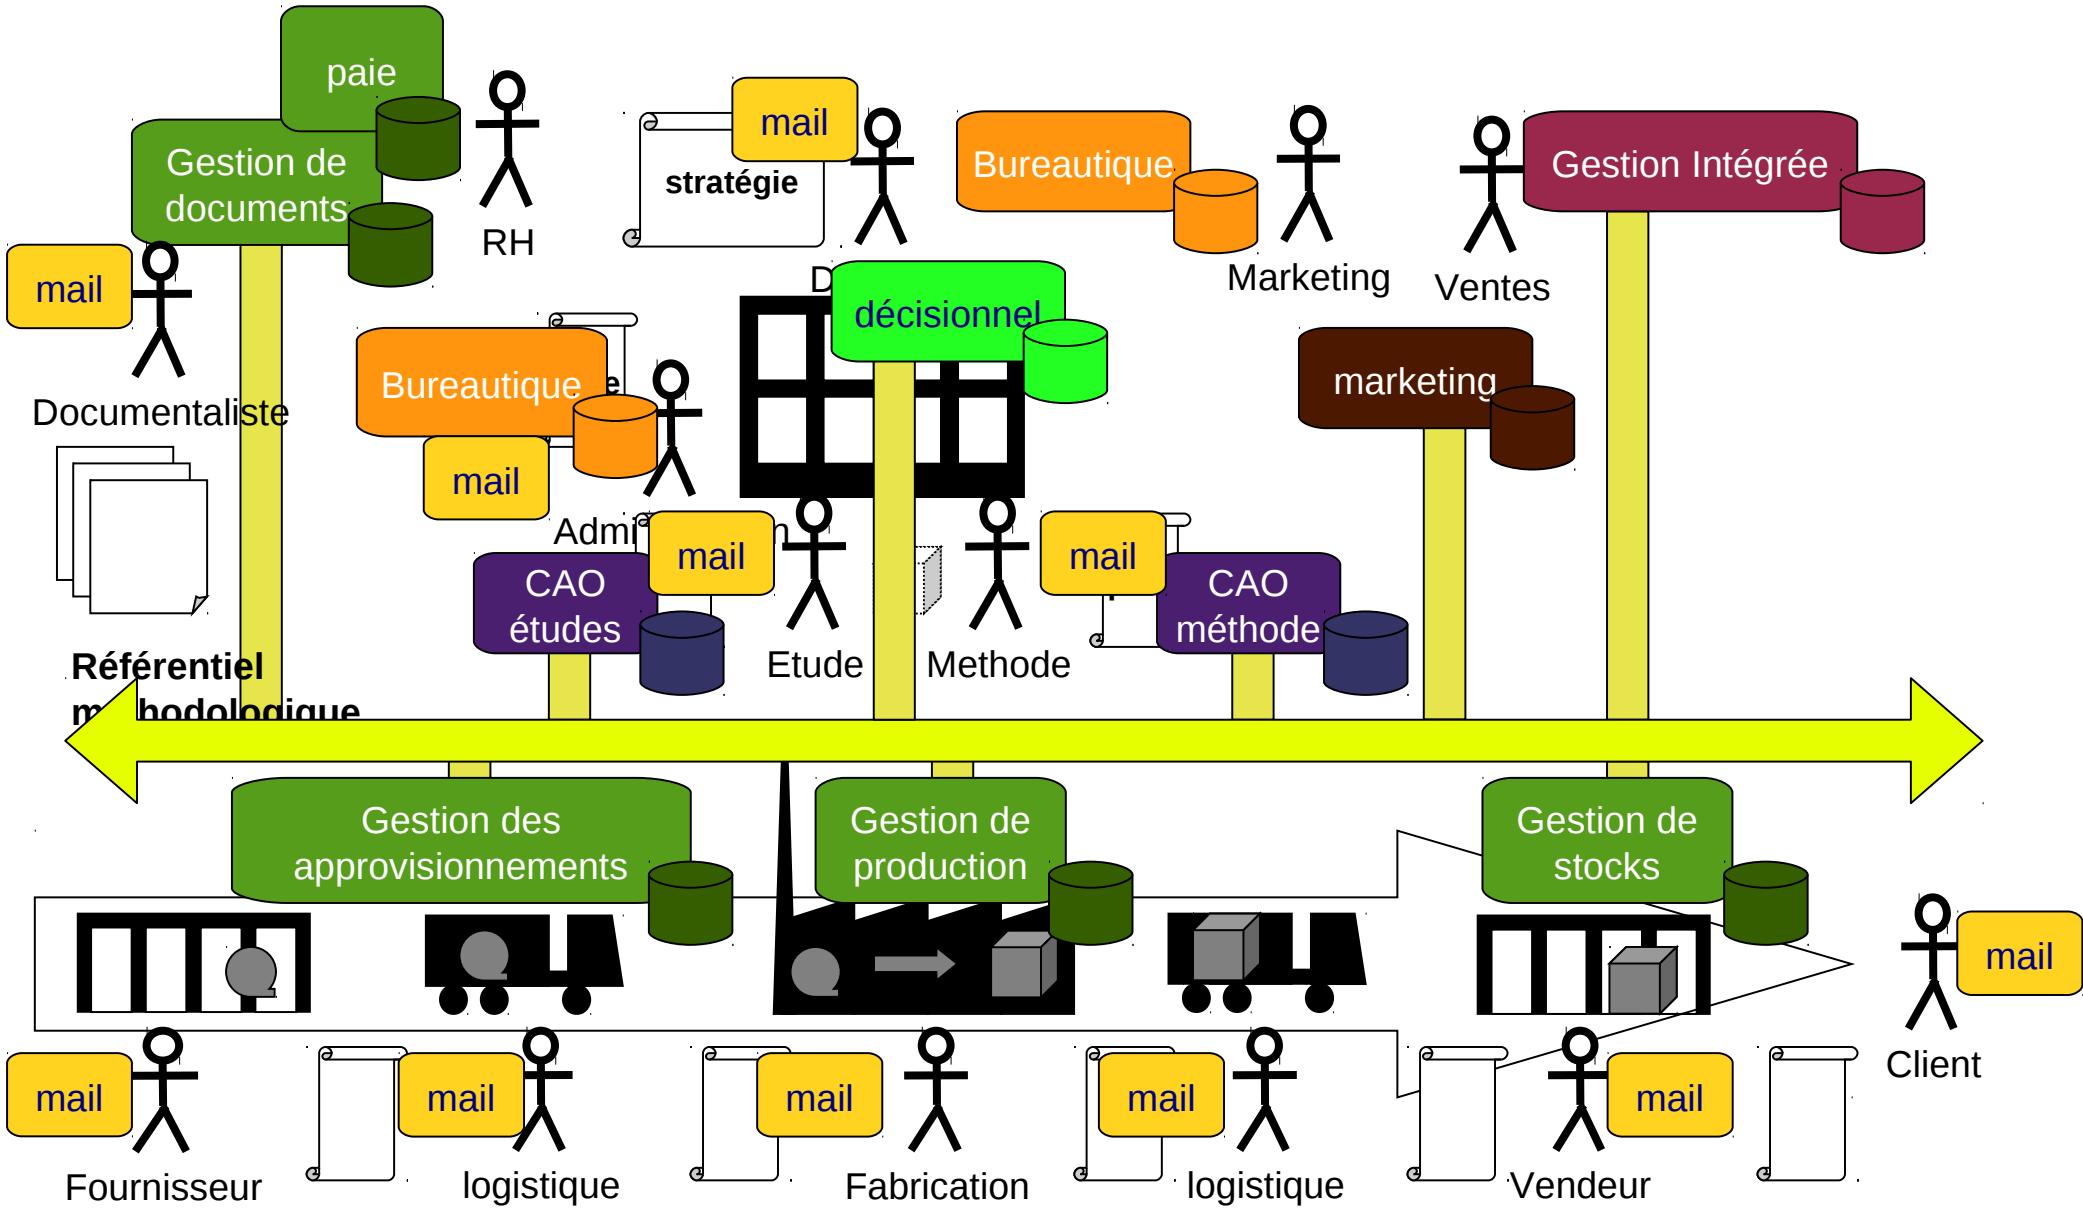 paie
Gestion de
documents
RH
mail
stratégie
Bureautique
Marketing
Ventes
Gestion Intégrée
mail
Documentaliste
Bureautique
mail
décisionnel
marketing
CAO
études
mail
Etude
Methode
mail
CAO
méthode
Référentiel
méthodologique
Gestion des
approvisionnements
Gestion de
production
Gestion de
stocks
mail
Client
mail
Fournisseur
mail
logistique
mail
Fabrication
mail
logistique
mail
Vendeur